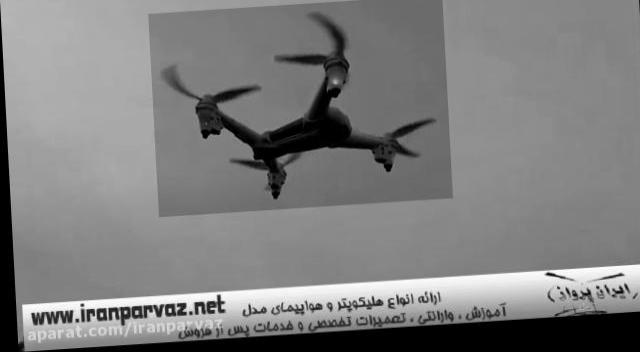 ایران پرواز
ارائه انواع هلیکوپتر و هواپیمای مدل
www.iranparvaz.net
آموزش ، وارانتی ، تعمیرات تخصصی و خدمات پس از فروش
aparat.com/iranparvaz